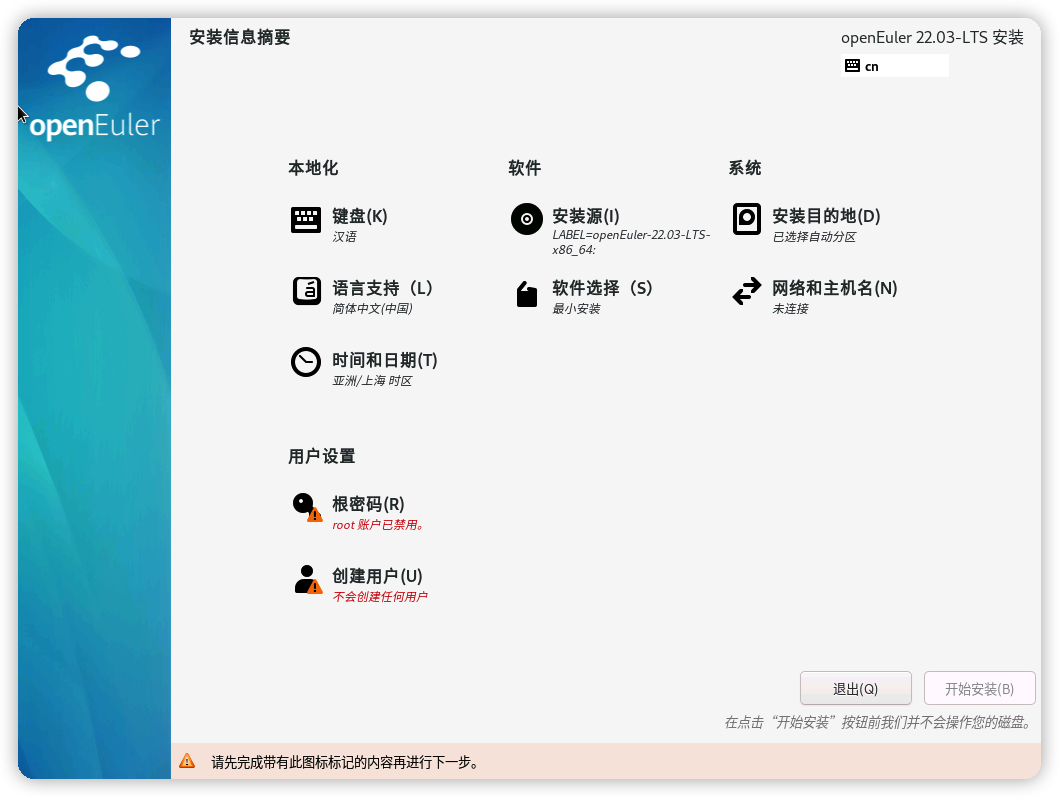 openEuler
安装信息摘要
openEuler 22.03-LTS 安装
cn
本地化
键盘(K)
汉语
语言支持（L）
简体中文(中国)
时间和日期(T)
亚洲/上海 时区
软件
安装源(I)
LABEL=openEuler-22.03-LTS-
x86_64:
软件选择（S）
最小安装
系统
安装目的地(D)
已选择自动分区
网络和主机名(N)
未连接
用户设置
根密码(R)
root 账户已禁用。
创建用户(U)
不会创建任何用户
退出(Q)
开始安装(B)
在点击“开始安装”按钮前我们并不会操作您的磁盘。
请先完成带有此图标标记的内容再进行下一步。